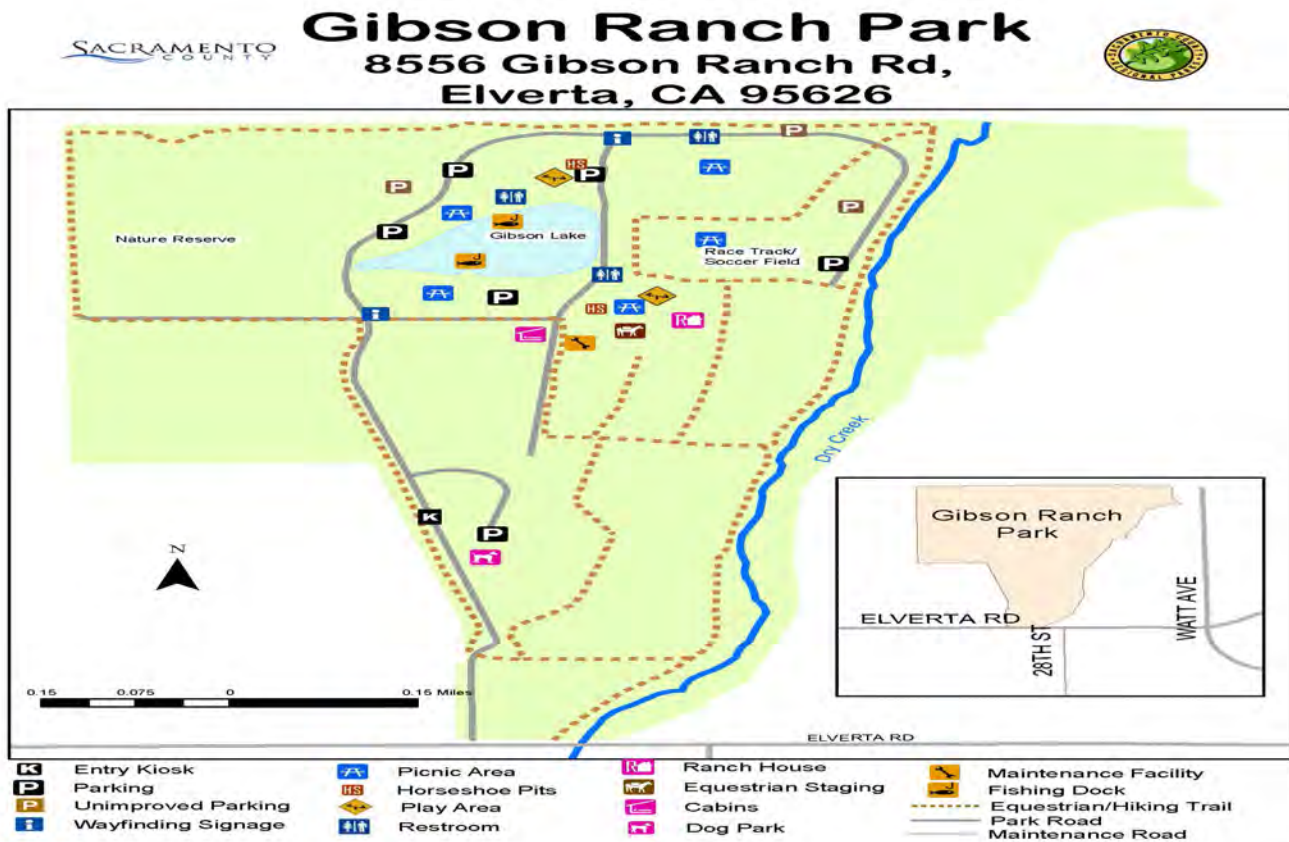 SACRAMENTO
COUNTY
Gibson Ranch Park
8556 Gibson Ranch Rd,
Elverta, CA 95626
SACRAMENTO COUNTY
REGIONAL PARKS
i
P
P
HS
P
P
P
Nature Reserve
P
Gibson Lake
Race Track/
Soccer Field
P
P
HS
R
i
Dry Creek
K
P
N
Gibson Ranch
Park
ELVERTA RD
28TH ST
WATT AVE
0.15 0.075 0 0.15 Miles
ELVERTA RD
K Entry Kiosk
P Parking
P Unimproved Parking
i Wayfinding Signage
Picnic Area
HS Horseshoe Pits
Play Area
Restroom
R Ranch House
Equestrian Staging
Cabins
Dog Park
Maintenance Facility
Fishing Dock
Equestrian/Hiking Trail
Park Road
Maintenance Road